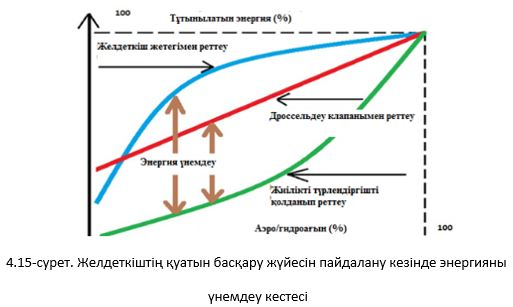 100
Тұтынылатын энергия (%)
Желдеткіш жетегімен реттеу
Дроссельдеу клапанымен реттеу
Энергия үнемдеу
Жиілікті түрлендіргішті
қолданып реттеу
Аэро/гидроағын (%)
100
4.15-сурет. Желдеткіштің қуатын басқару жүйесін пайдалану кезінде энергияны
үнемдеу кестесі